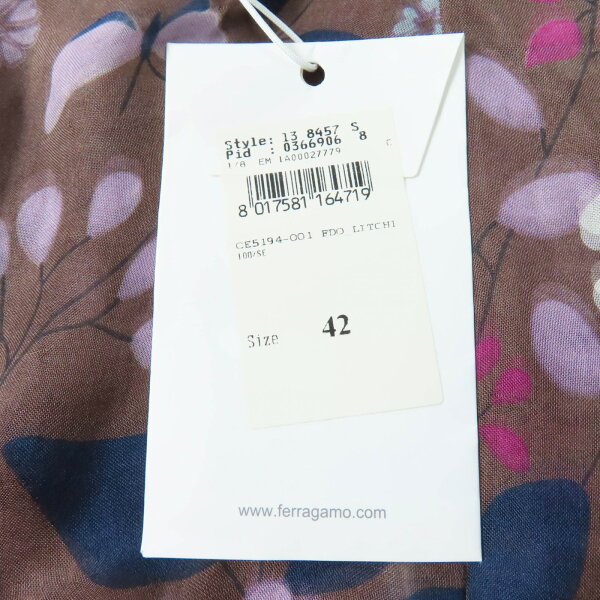 Style: 13 8457 S
Pid : 0366906 8
1/8 EM IA00027779
8 017581 164719
CE5194-001 FDO LITCHI
100/SE
Size 42
www.ferragamo.com